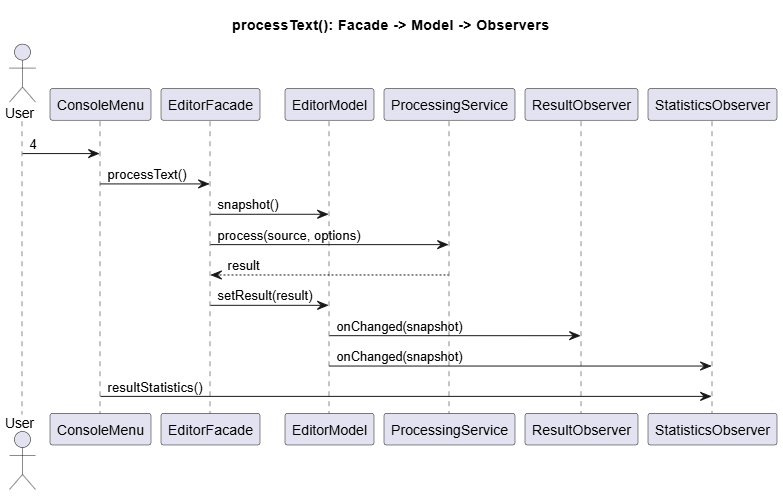 processText(): Facade -> Model -> Observers
User
ConsoleMenu
EditorFacade
EditorModel
ProcessingService
ResultObserver
StatisticsObserver
4
processText()
snapshot()
process(source, options)
result
setResult(result)
onChanged(snapshot)
onChanged(snapshot)
resultStatistics()
User
ConsoleMenu
EditorFacade
EditorModel
ProcessingService
ResultObserver
StatisticsObserver